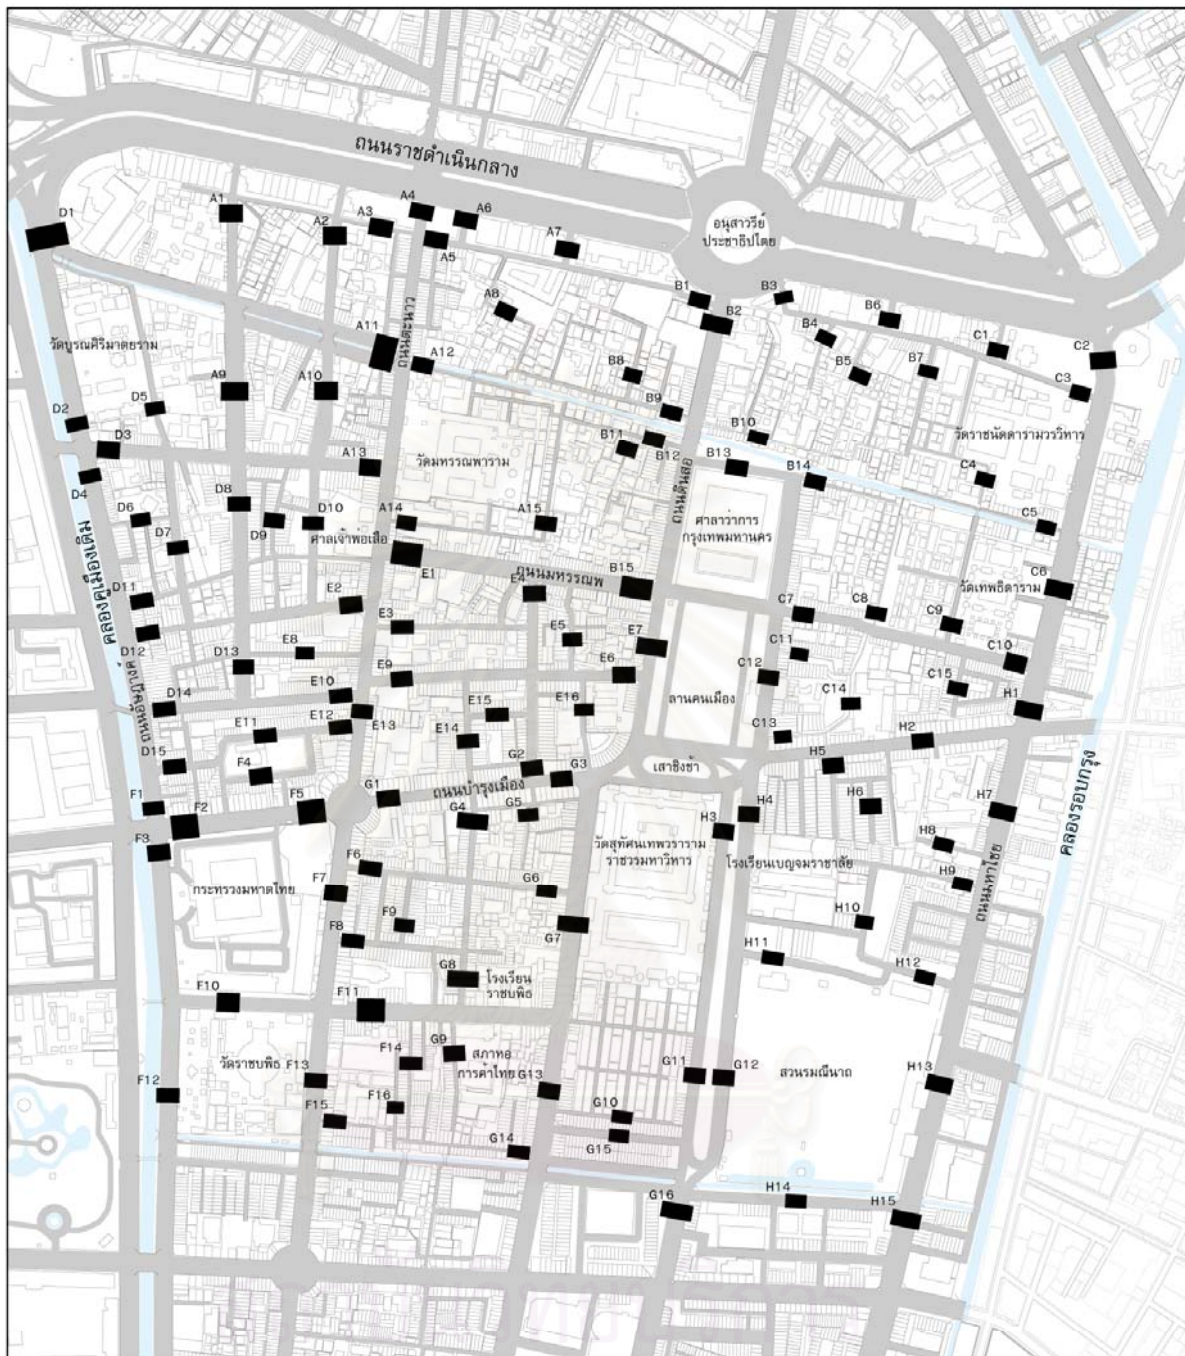 ถนนราชดำเนินกลาง
อนุสาวรีย์
ประชาธิปไตย
D1
A1
A2
A3
A4
A6
A5
A7
B1
B2
B3
A8
B4
B6
C1
C2
A11
ถนนตะนาว
A12
วัดบูรณศิริมาตยราม
B8
B5
B7
C3
A9
A10
D2
D5
D3
B9
B10
วัดราชนัดดารามวรวิหาร
A13
วัดมหรรณพาราม
B11
B12
B13
B14
C4
D4
ถนนดินสอ
D8
D6
D9
D10
A14
A15
ศาลาว่าการ
กรุงเทพมหานคร
C5
ศาลเจ้าพ่อเสือ
D7
คลองคูเมืองเดิม
E1
ถนนมหรรณพ
B15
C6
วัดเทพธิดาราม
D11
E2
E4
C7
C8
E3
E5
E7
C9
D12
E8
C11
C10
D13
E9
E6
C12
C15
D14
E10
C14
H1
ลานคนเมือง
E11
E12
E13
E15
E16
E14
C13
H2
D15
F4
G2
H5
เสาชิงช้า
G3
ถนนบำรุงเมือง
F1
F2
F5
G1
G4
G5
H4
H6
H7
คลองรอบกรุง
H3
F3
วัดสุทัศนเทพวราราม
ราชวรมหาวิหาร
โรงเรียนเบญจมราชาลัย
H8
F6
กระทรวงมหาดไทย
F7
G6
H9
ถนนมหาไชย
F9
F8
G7
H10
H11
G8
โรงเรียน
ราชบพิธ
H12
F10
F11
วัดราชบพิธ
F14
G9
สภาหอ
การค้าไทย
F13
G13
G11
G12
สวนรมณีนาถ
H13
F12
F15
F16
G10
G15
G14
G16
H14
H15